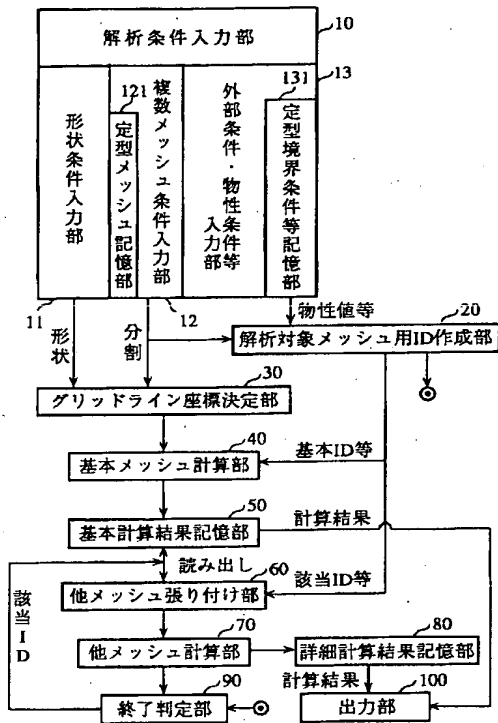 解析条件入力部
10
13
形状条件入力部
121
定型メッシュ記憶部
複数メッシュ条件入力部
外部条件・物性条件等
入力部
131
定型境界条件等記憶部
11
12
形状
分割
物性値等
20
解析対象メッシュ用ID作成部
30
グリッドライン座標決定部
40
基本ID等
基本メッシュ計算部
50
計算結果
基本計算結果記憶部
読み出し
60
該当ID等
他メッシュ張り付け部
該当ID
70
80
他メッシュ計算部
詳細計算結果記憶部
90
計算結果
100
終了判定部
出力部